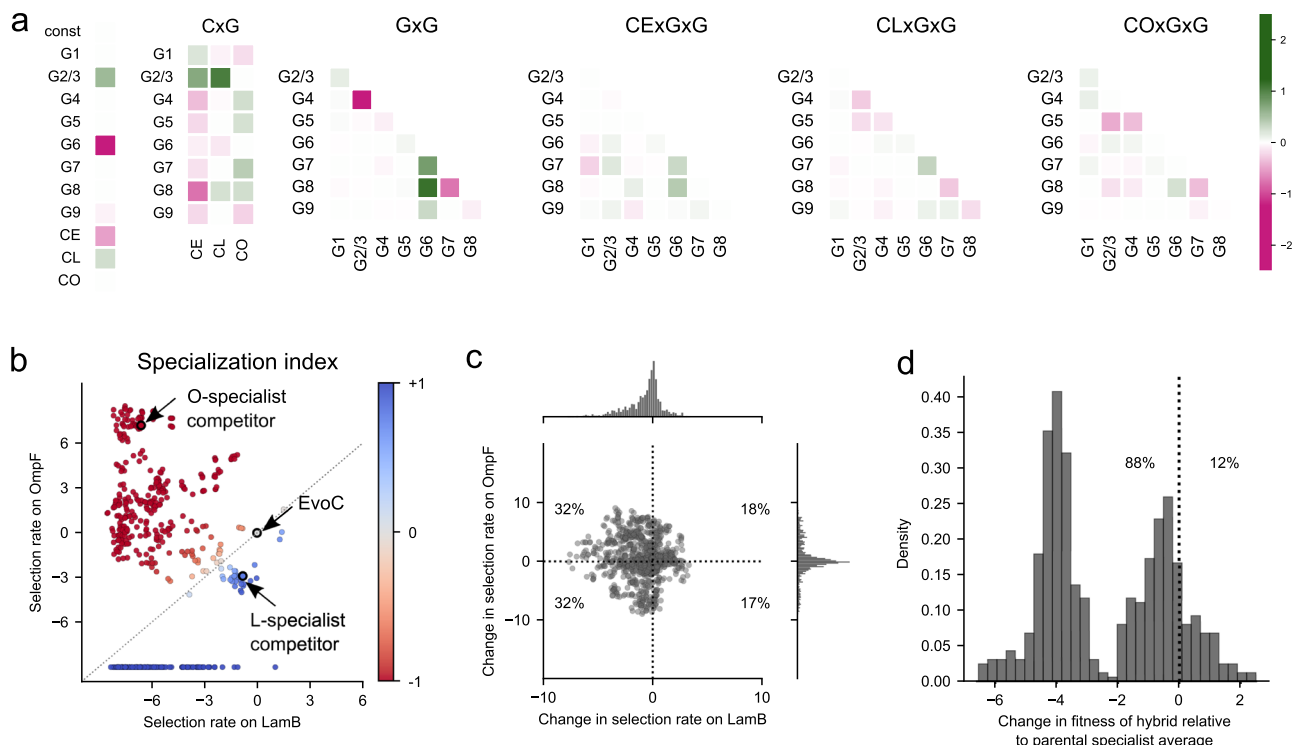 a
const
G1
G2/3
G4
G5
G6
G7
G8
G9
CE
CL
CO
CxG
G1
G2/3
G4
G5
G6
G7
G8
G9
CE
CL
CO
GxG
G2/3
G4
G5
G6
G7
G8
G9
G1
G2/3
G4
G5
G6
G7
G8
CExGxG
G2/3
G4
G5
G6
G7
G8
G9
G1
G2/3
G4
G5
G6
G7
G8
CLxGxG
G2/3
G4
G5
G6
G7
G8
G9
G1
G2/3
G4
G5
G6
G7
G8
COxGxG
G2/3
G4
G5
G6
G7
G8
G9
G1
G2/3
G4
G5
G6
G7
G8
2
1
0
−1
−2
b
Specialization index
O-specialist
competitor
EvoC
L-specialist
competitor
Selection rate on OmpF
6
3
0
−3
−6
−6
−3
0
3
6
Selection rate on LamB
+1
0
-1
c
32%
18%
32%
17%
Change in selection rate on OmpF
10
0
−10
−10
0
10
Change in selection rate on LamB
d
88%
12%
Density
0.40
0.35
0.30
0.25
0.20
0.15
0.10
0.05
0.00
−6
−4
−2
0
2
Change in fitness of hybrid relative
to parental specialist average